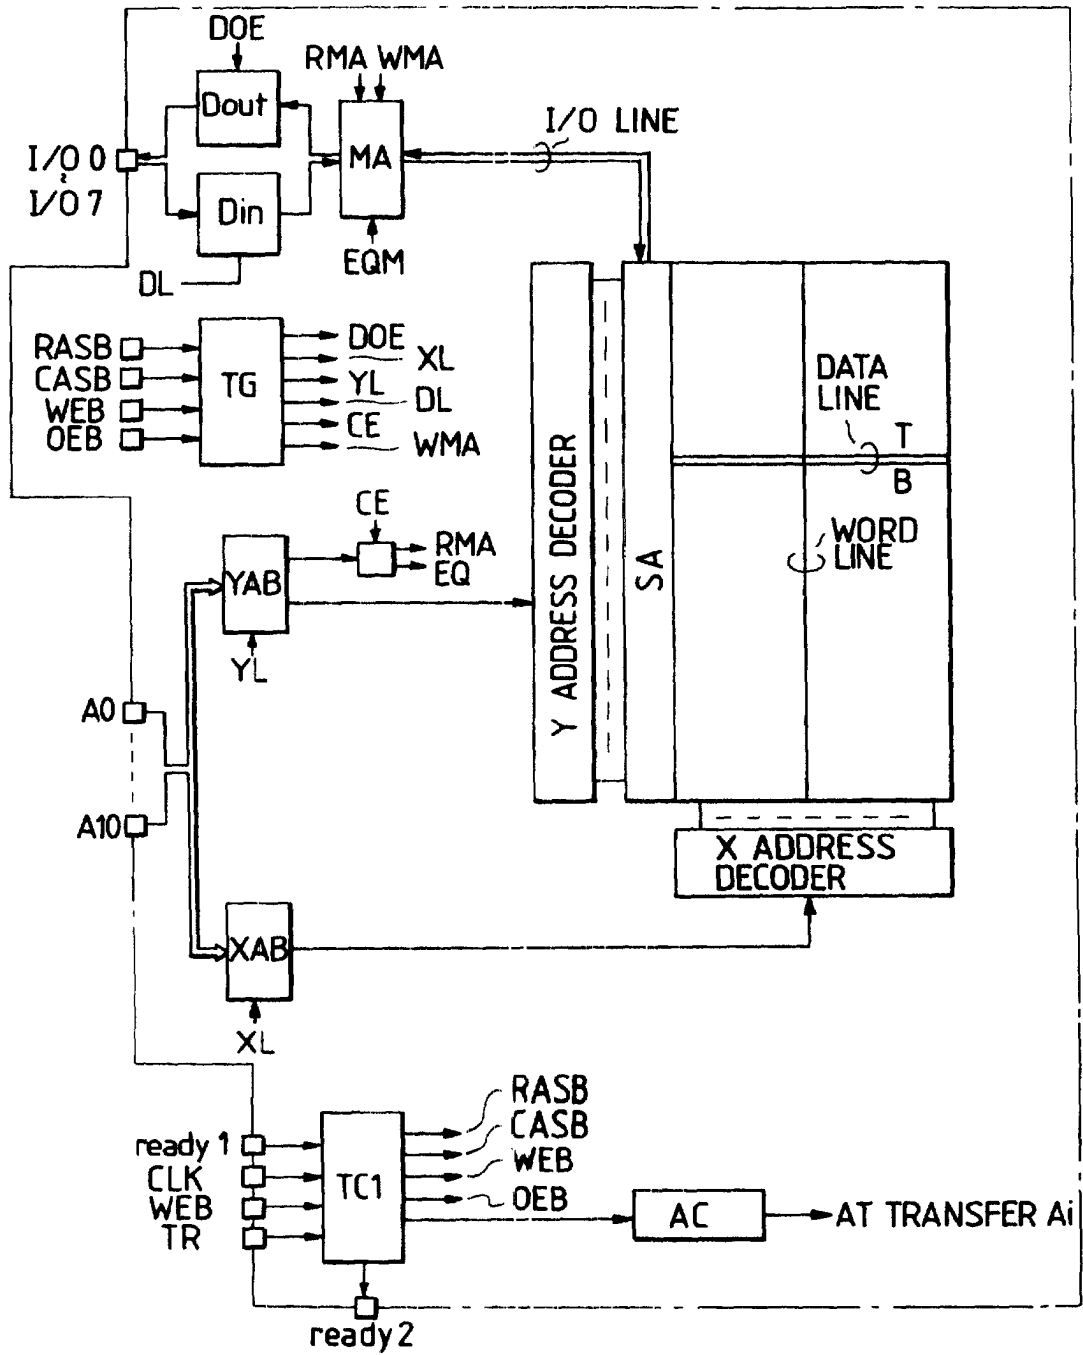 DOE
RMA WMA
Dout
I/O LINE
I/O 0
~
I/O 7
MA
Din
EQM
DL
RASB
CASB
WEB
OEB
TG
DOE
XL
YL
DL
CE
WMA
DATA
LINE
T
B
WORD
LINE
Y ADDRESS DECODER
SA
CE
RMA
EQ
YAB
YL
A0
A10
X ADDRESS
DECODER
XAB
XL
ready 1
CLK
WEB
TR
TC1
RASB
CASB
WEB
OEB
AC
AT TRANSFER Ai
ready 2